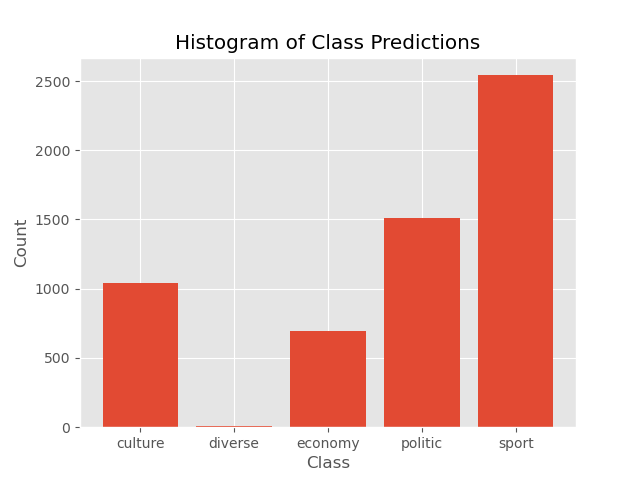 Histogram of Class Predictions
2500
2000
1500
1000
500
0
Count
culture diverse economy politic sport
Class